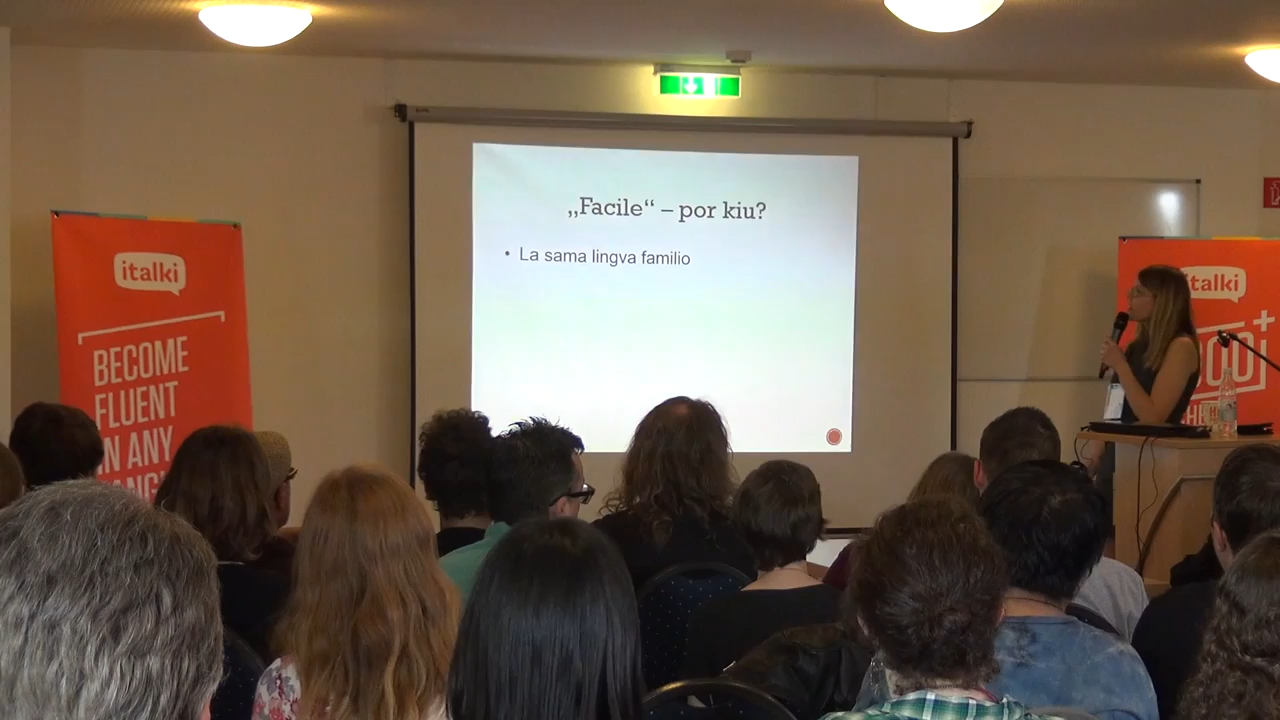 „Facile“ – por kiu?
• La sama lingva familio
italki
BECOME
FLUENT
IN ANY
italki